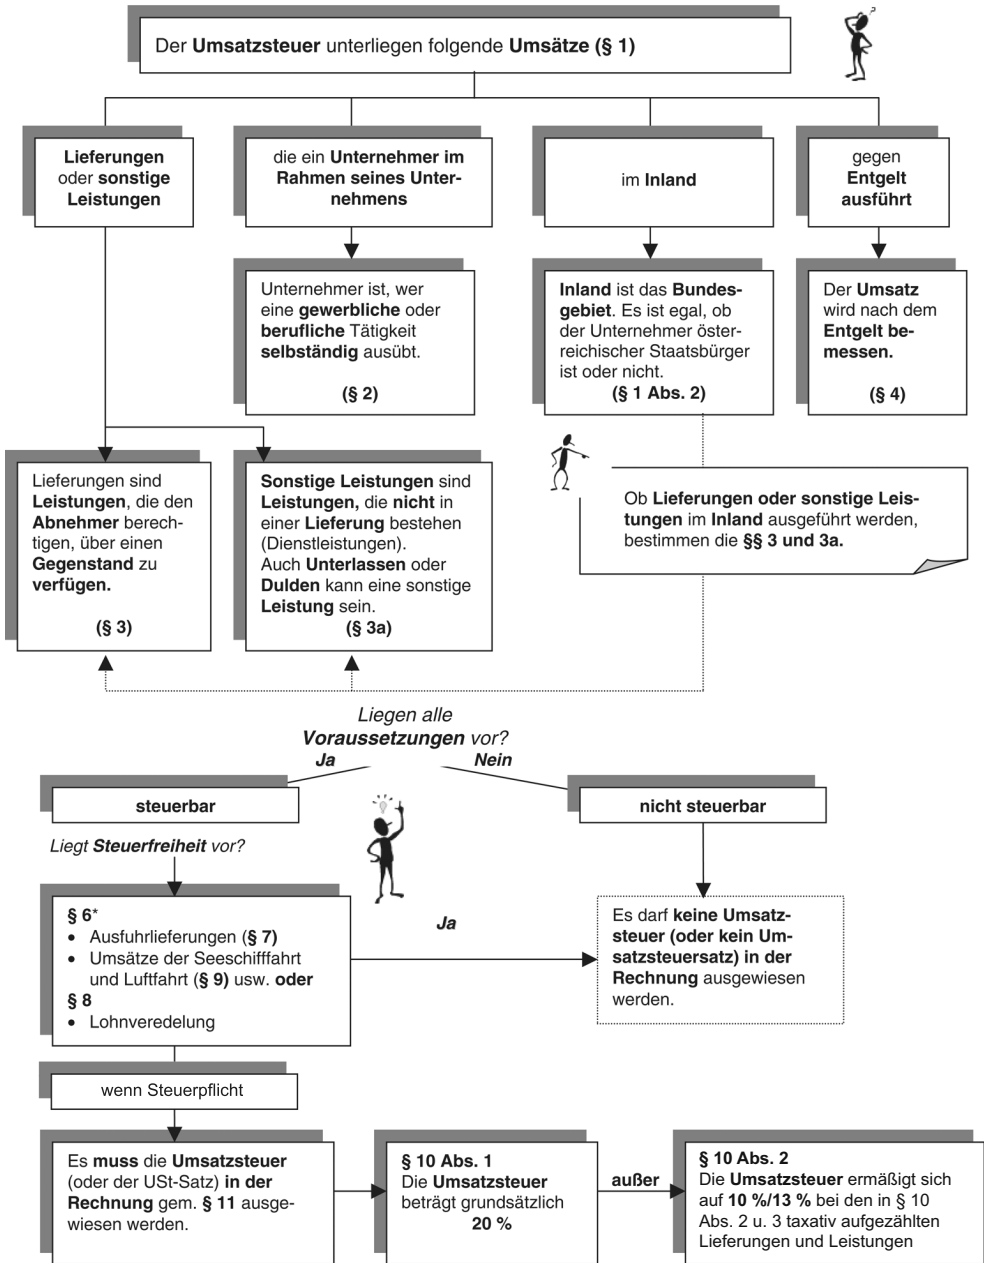 Der Umsatzsteuer unterliegen folgende Umsätze (§ 1)
Lieferungen
oder sonstige
Leistungen
die ein Unternehmer im
Rahmen seines Unter-
nehmens
im Inland
gegen
Entgelt
ausführt
Unternehmer ist, wer
eine gewerbliche oder
berufliche Tätigkeit
selbständig ausübt.
(§ 2)
Inland ist das Bundes-
gebiet. Es ist egal, ob
der Unternehmer öster-
reichischer Staatsbürger
ist oder nicht.
(§ 1 Abs. 2)
Der Umsatz
wird nach dem
Entgelt be-
messen.
(§ 4)
Lieferungen sind
Leistungen, die den
Abnehmer berech-
tigen, über einen
Gegenstand zu
verfügen.
(§ 3)
Sonstige Leistungen sind
Leistungen, die nicht in
einer Lieferung bestehen
(Dienstleistungen).
Auch Unterlassen oder
Dulden kann eine sonstige
Leistung sein.
(§ 3a)
Ob Lieferungen oder sonstige Leis-
tungen im Inland ausgeführt werden,
bestimmen die §§ 3 und 3a.
Liegen alle
Voraussetzungen vor?
Ja
Nein
steuerbar
nicht steuerbar
Liegt Steuerfreiheit vor?
§ 6*
• Ausfuhrlieferungen (§ 7)
• Umsätze der Seeschifffahrt
und Luftfahrt (§ 9) usw. oder
§ 8
• Lohnveredelung
Ja
Es darf keine Umsatz-
steuer (oder kein Um-
satzsteuersatz) in der
Rechnung ausgewiesen
werden.
wenn Steuerpflicht
Es muss die Umsatzsteuer
(oder der USt-Satz) in der
Rechnung gem. § 11 ausge-
wiesen werden.
§ 10 Abs. 1
Die Umsatzsteuer
beträgt grundsätzlich
20 %
außer
§ 10 Abs. 2
Die Umsatzsteuer ermäßigt sich
auf 10 %/13 % bei den in § 10
Abs. 2 u. 3 taxativ aufgezählten
Lieferungen und Leistungen